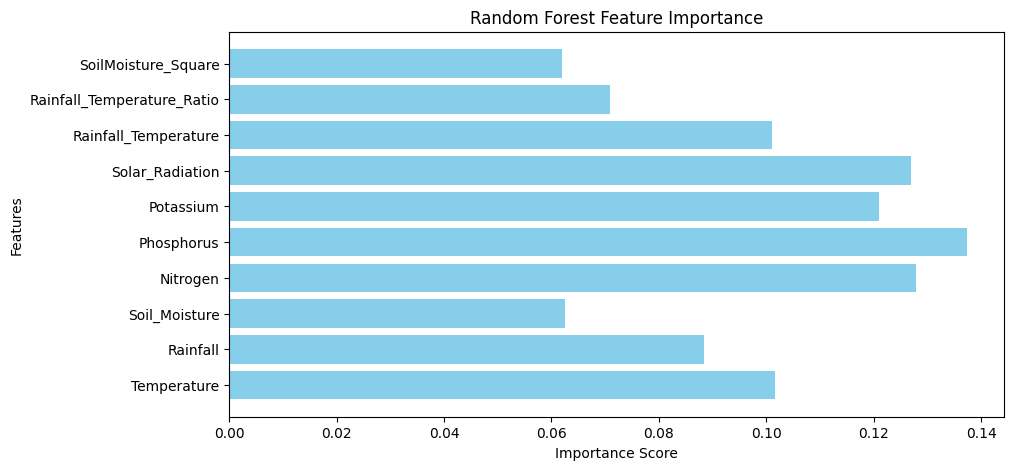 Random Forest Feature Importance
Features
SoilMoisture_Square
Rainfall_Temperature_Ratio
Rainfall_Temperature
Solar_Radiation
Potassium
Phosphorus
Nitrogen
Soil_Moisture
Rainfall
Temperature
0.00 0.02 0.04 0.06 0.08 0.10 0.12 0.14
Importance Score